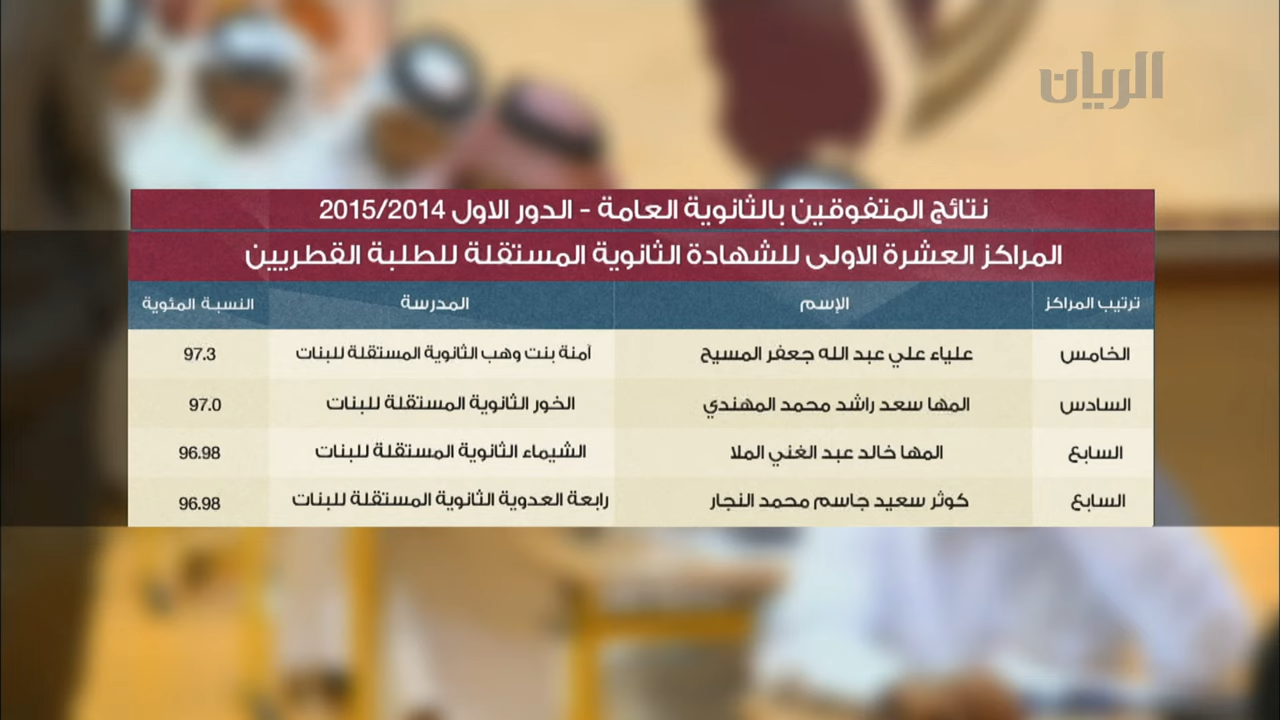 الريان
نتائج المتفوقين بالثانوية العامة - الدور الاول 2015/2014
المراكز العشرة الاولى للشهادة الثانوية المستقلة للطلبة القطريين
ترتيب المراكز الإسم المدرسة النسبة المئوية
الخامس علياء علي عبد الله جعفر المسيح آمنة بنت وهب الثانوية المستقلة للبنات 97.3
السادس المها سعد راشد محمد المهندي الخور الثانوية المستقلة للبنات 97.0
السابع المها خالد عبد الغني الملا الشيماء الثانوية المستقلة للبنات 96.98
السابع كوثر سعيد جاسم محمد النجار رابعة العدوية الثانوية المستقلة للبنات 96.98